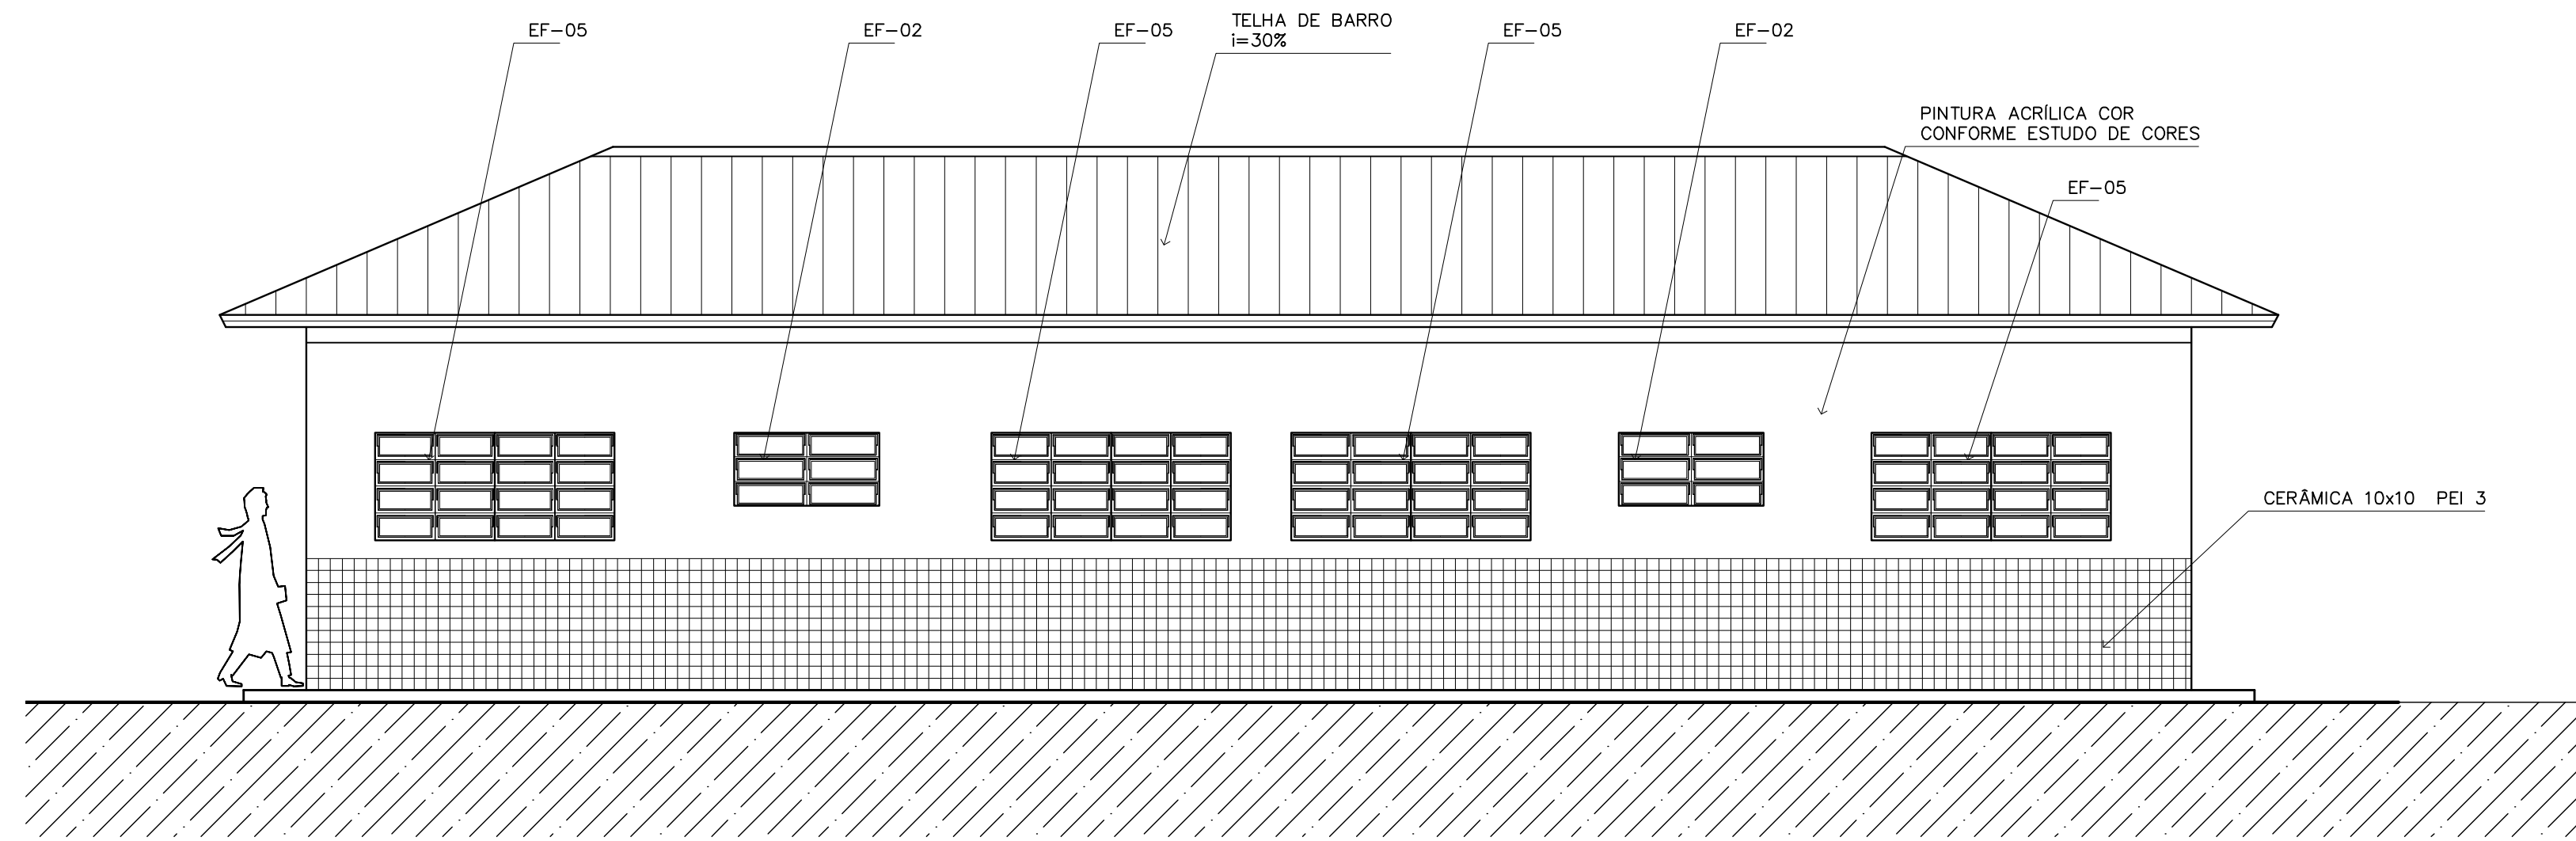 EF-05
EF-02
EF-05
TELHA DE BARRO
i=30%
EF-05
EF-02
PINTURA ACRÍLICA COR
CONFORME ESTUDO DE CORES
EF-05
CERÂMICA 10x10 PEI 3